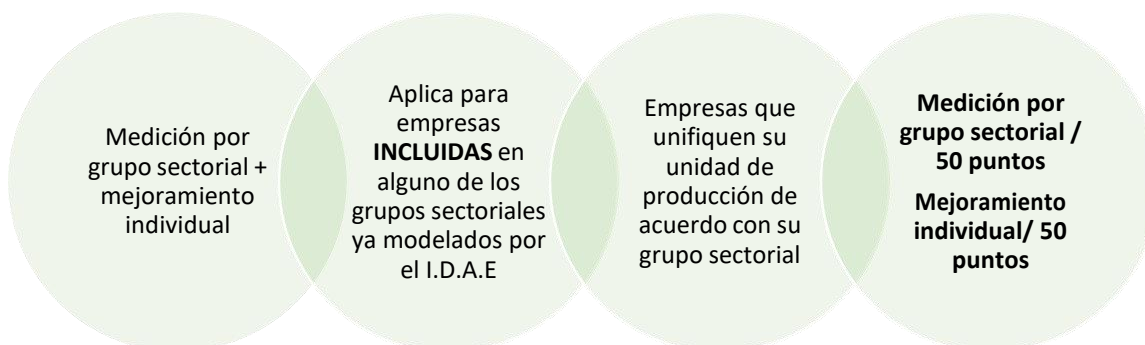 Medición por
grupo sectorial +
mejoramiento
individual
Aplica para
empresas
INCLUIDAS en
alguno de los
grupos sectoriales
ya modelados por
el I.D.A.E
Empresas que
unifiquen su
unidad de
producción de
acuerdo con su
grupo sectorial
Medición por
grupo sectorial /
50 puntos
Mejoramiento
individual/ 50
puntos